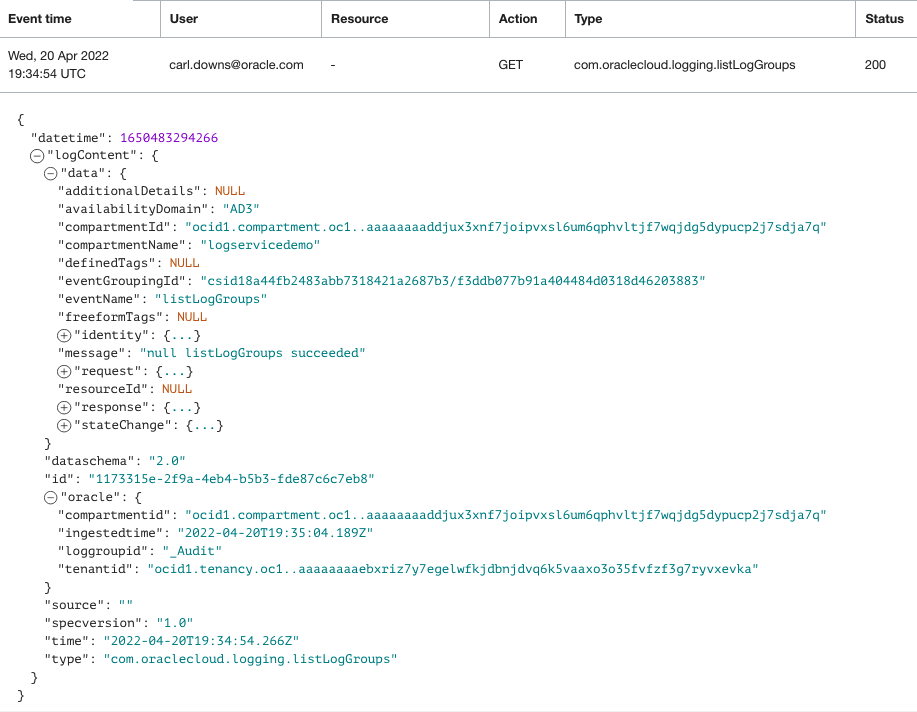 Event time User Resource Action Type Status
Wed, 20 Apr 2022
19:34:54 UTC carl.downs@oracle.com - GET com.oraclecloud.logging.listLogGroups 200
{
"datetime": 1650483294266
"logContent": {
"data": {
"additionalDetails": NULL
"availabilityDomain": "AD3"
"compartmentId": "ocid1.compartment.oc1..aaaaaaaaddjux3xnf7joipvxsl6um6qphvltjf7wqjdg5dypucp2j7sdja7q"
"compartmentName": "logservicedemo"
"definedTags": NULL
"eventGroupingId": "csid18a44fb2483abb7318421a2687b3/f3ddb077b91a404484d0318d46203883"
"eventName": "listLogGroups"
"freeformTags": NULL
"identity": {...}
"message": "null listLogGroups succeeded"
"request": {...}
"resourceId": NULL
"response": {...}
"stateChange": {...}
}
"dataschema": "2.0"
"id": "1173315e-2f9a-4eb4-b5b3-fde87c6c7eb8"
"oracle": {
"compartmentid": "ocid1.compartment.oc1..aaaaaaaaddjux3xnf7joipvxsl6um6qphvltjf7wqjdg5dypucp2j7sdja7q"
"ingestedtime": "2022-04-20T19:35:04.189Z"
"loggroupid": "_Audit"
"tenantid": "ocid1.tenancy.oc1..aaaaaaaaebxriz7y7egelwfkjdbnjdvq6k5vaaxo3o35fvfzf3g7ryvxevka"
}
"source": ""
"specversion": "1.0"
"time": "2022-04-20T19:34:54.266Z"
"type": "com.oraclecloud.logging.listLogGroups"
}
}